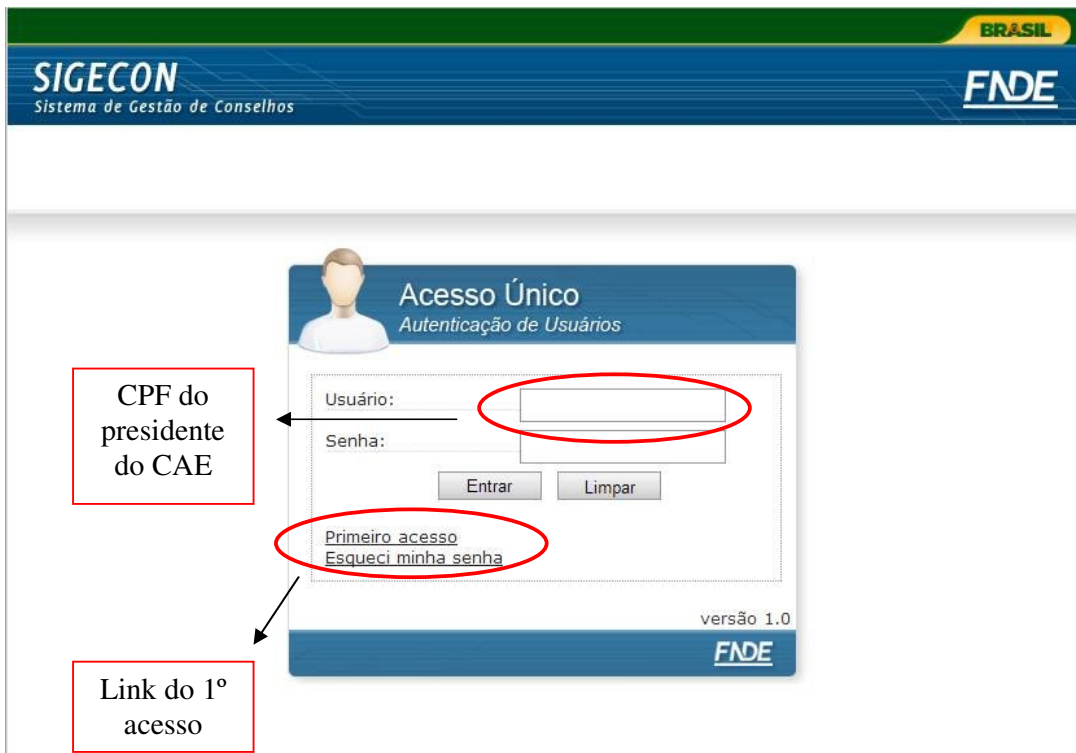 BRASIL
SIGECON
Sistema de Gestão de Conselhos
FNDE
Acesso Único
Autenticação de Usuários
CPF do
presidente
do CAE
Usuário:
Senha:
Entrar
Limpar
Primeiro acesso
Esqueci minha senha
versão 1.0
FNDE
Link do 1º
acesso